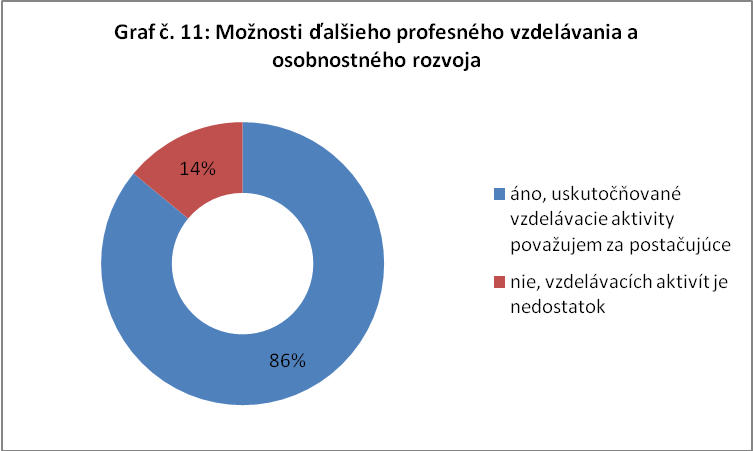 Graf č. 11: Možnosti ďalšieho profesného vzdelávania a
osobnostného rozvoja
14%
86%
áno, uskutočňované
vzdelávacie aktivity
považujem za postačujúce
nie, vzdelávacích aktivít je
nedostatok